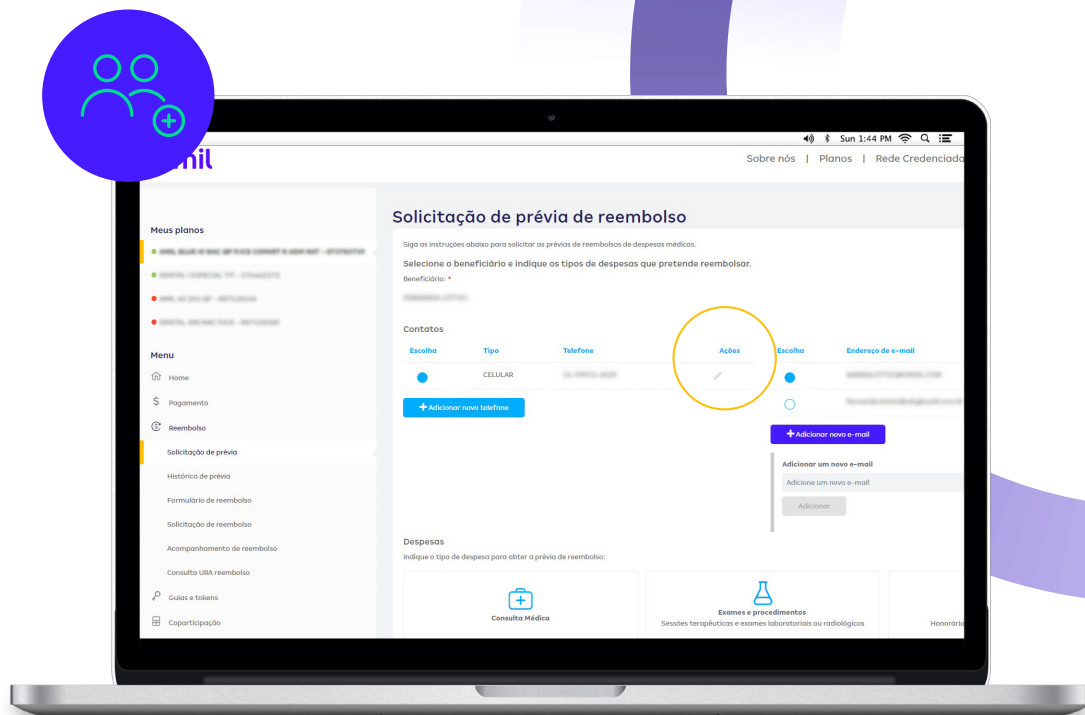 Sun 1:44 PM
mil
Sobre nós | Planos | Rede Credenciada
Meus planos
Menu
Home
Pagamento
Reembolso
Solicitação de prévia
Histórico de prévia
Formulário de reembolso
Solicitação de reembolso
Acompanhamento de reembolso
Consulta URA reembolso
Guias e tokens
Coparticipação
Solicitação de prévia de reembolso
Siga as instruções abaixo para solicitar as prévias de reembolsos de despesas médicas.
Selecione o beneficiário e indique os tipos de despesas que pretende reembolsar.
Beneficiário: *
Contatos
Escolha Tipo Telefone Ações Escolha Endereço de e-mail
CELULAR
+Adicionar novo telefone
+Adicionar novo e-mail
Adicionar um novo e-mail
Adicione um novo e-mail
Adicionar
Despesas
Indique o tipo de despesa para obter a prévia de reembolso:
Consulta Médica
Exames e procedimentos
Sessões terapêuticas e exames laboratoriais ou radiológicos
Honorário